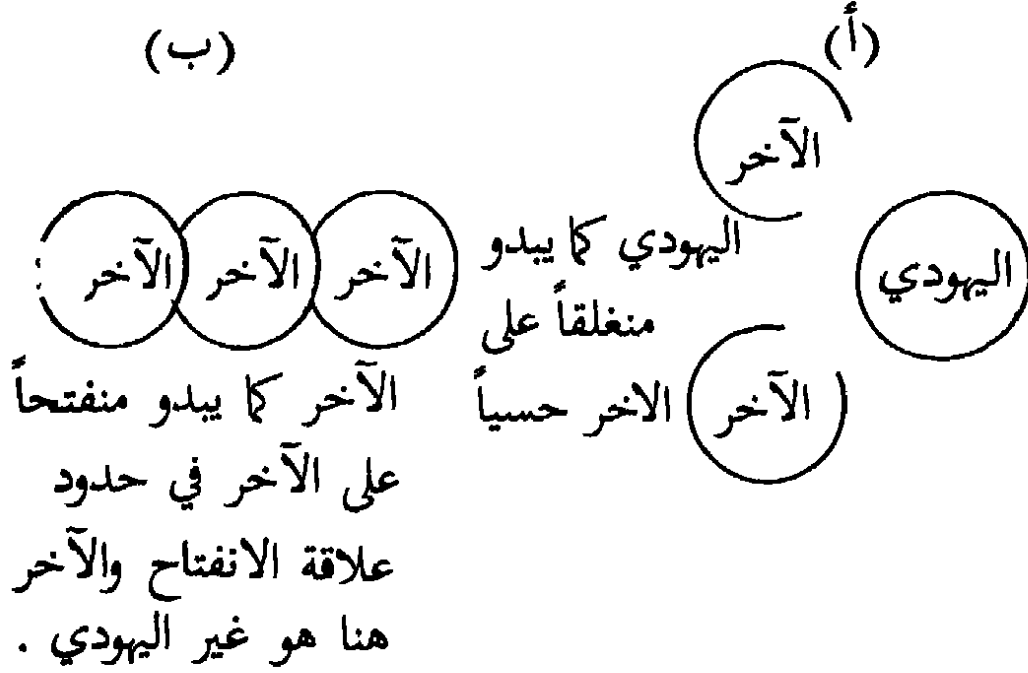 (أ)
الآخر
اليهودي
اليهودي كما يبدو
منغلقاً على
الاخر حسياً
الآخر
(ب)
الآخر الآخر الآخر
الآخر كما يبدو منفتحاً
على الآخر في حدود
علاقة الانفتاح والآخر
هنا هو غير اليهودي .